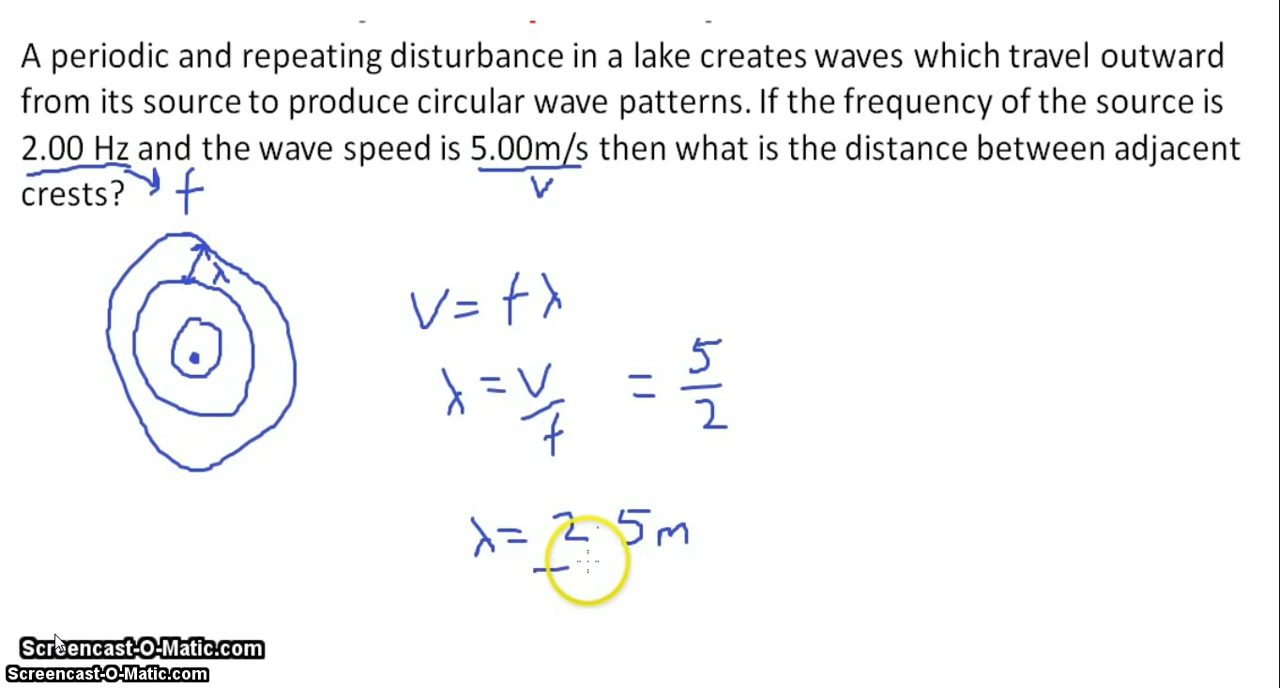 A periodic and repeating disturbance in a lake creates waves which travel outward
from its source to produce circular wave patterns. If the frequency of the source is
2.00 Hz and the wave speed is 5.00m/s then what is the distance between adjacent
crests?
f
v
λ
V = fλ
λ = V/f = 5/2
λ = 2.5m
Screencast-O-Matic.com
Screencast-O-Matic.com